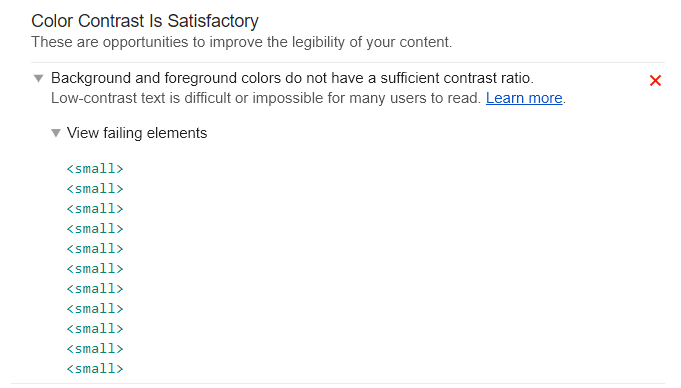 Color Contrast Is Satisfactory
These are opportunities to improve the legibility of your content.
Background and foreground colors do not have a sufficient contrast ratio.
Low-contrast text is difficult or impossible for many users to read. Learn more.
View failing elements
<small>
<small>
<small>
<small>
<small>
<small>
<small>
<small>
<small>
<small>
<small>